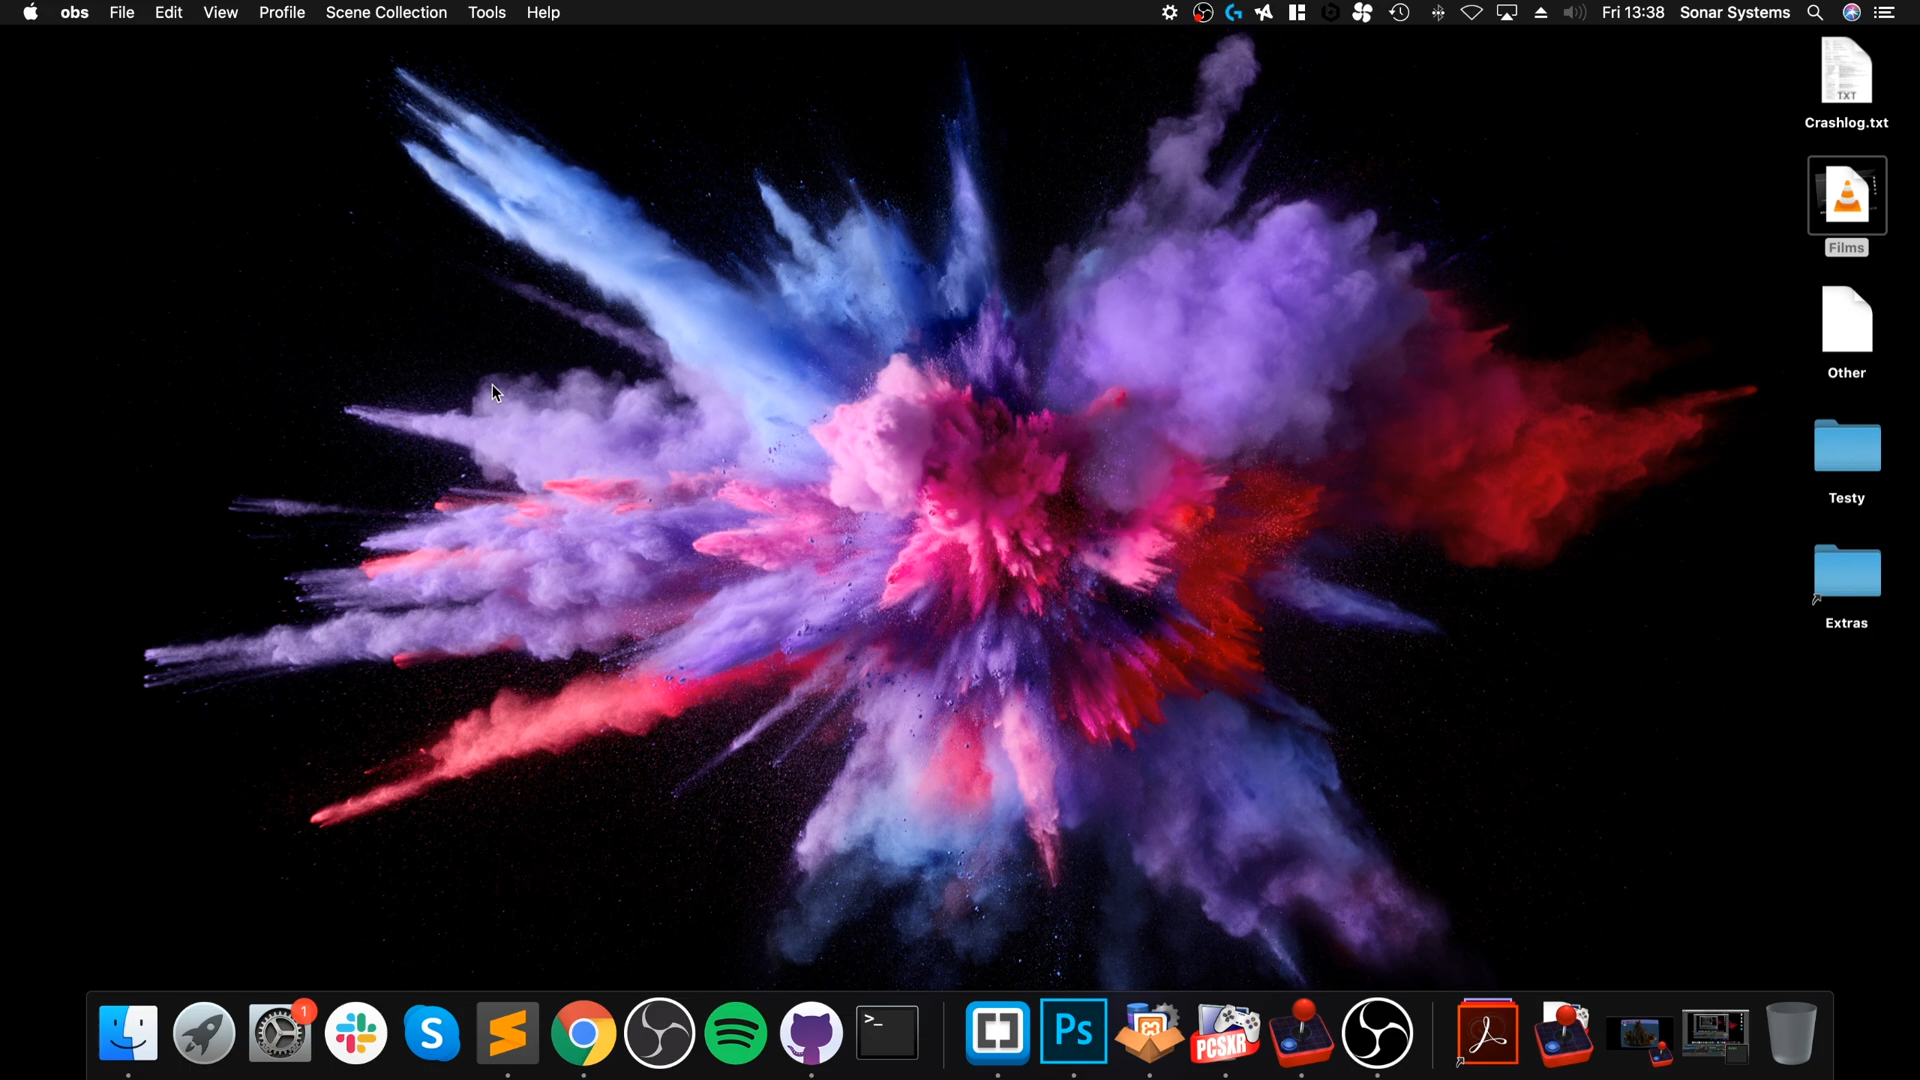 obs File Edit View Profile Scene Collection Tools Help Fri 13:38 Sonar Systems
TXT
Crashlog.txt
Films
Other
Testy
Extras
1
S
>_
Ps
PCSXR